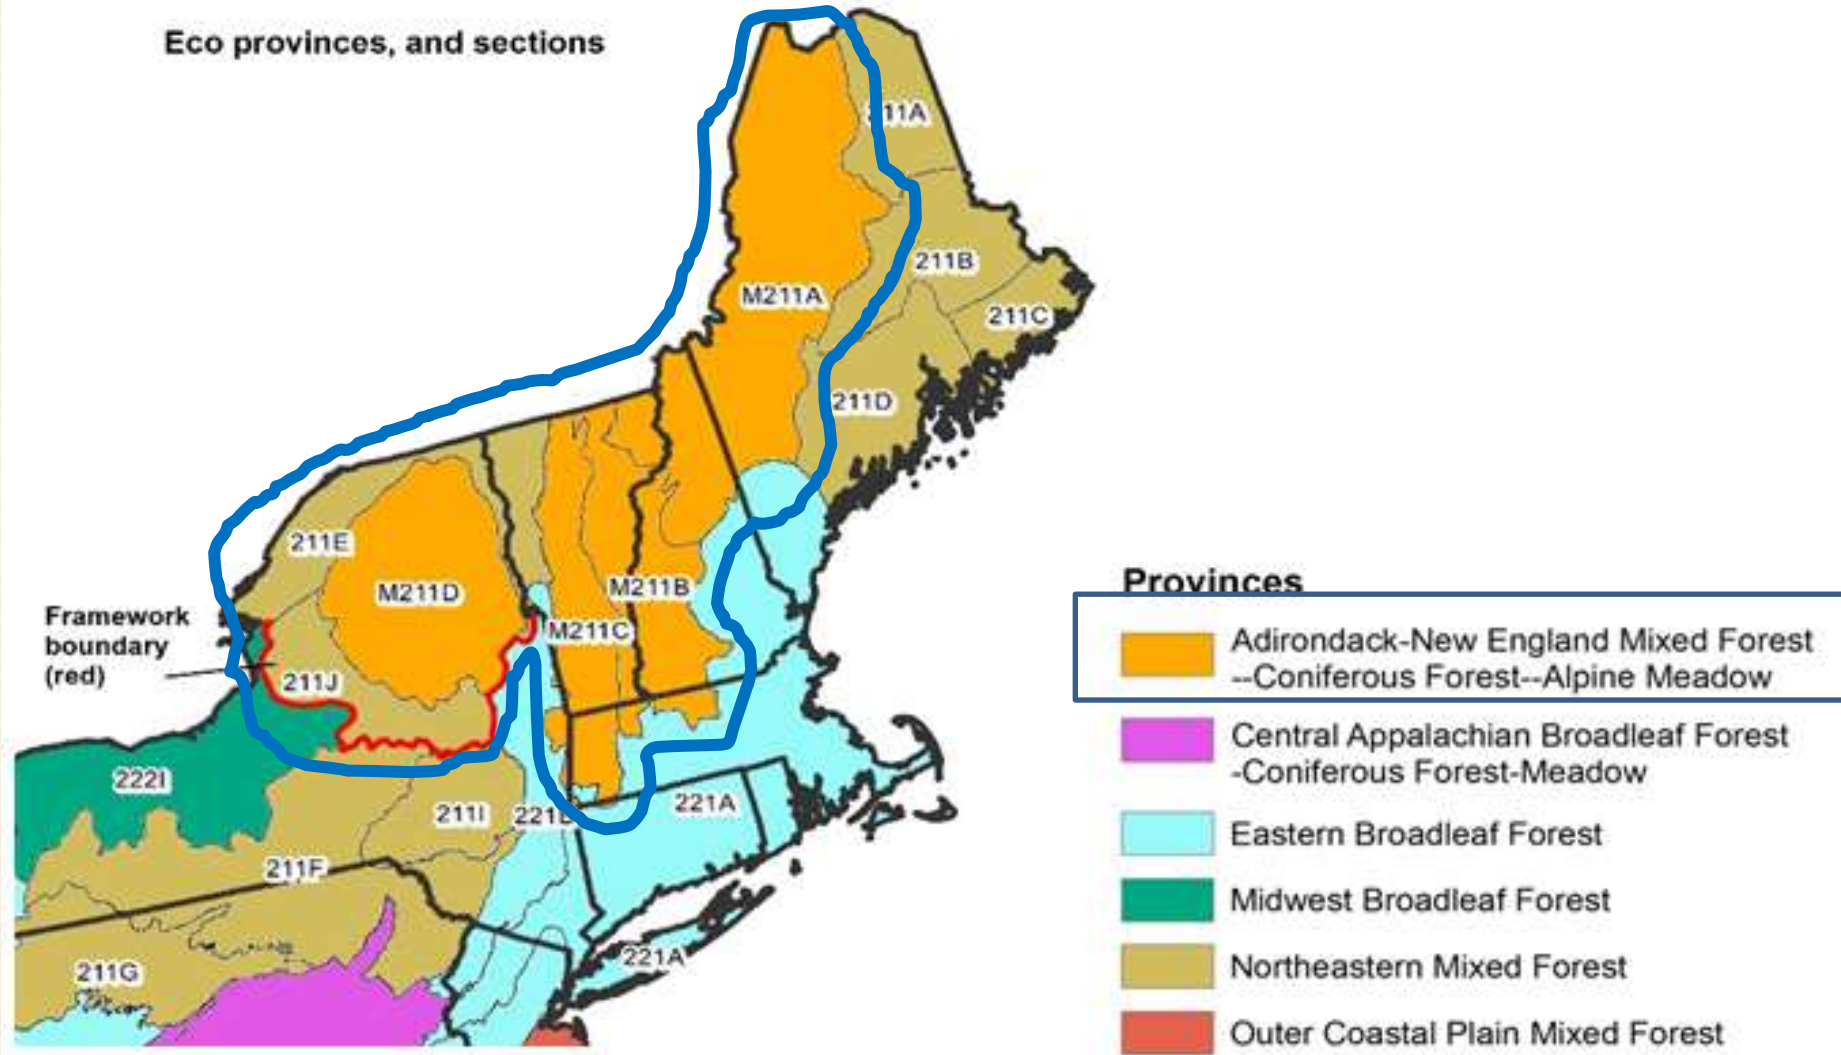 Eco provinces, and sections
211A
211B
M211A
211C
211D
211E
M211D
M211B
Framework
boundary
(red)
M211C
211J
222I
211I
221B
221A
211F
221A
211G
Provinces
Adirondack-New England Mixed Forest
--Coniferous Forest--Alpine Meadow
Central Appalachian Broadleaf Forest
-Coniferous Forest-Meadow
Eastern Broadleaf Forest
Midwest Broadleaf Forest
Northeastern Mixed Forest
Outer Coastal Plain Mixed Forest